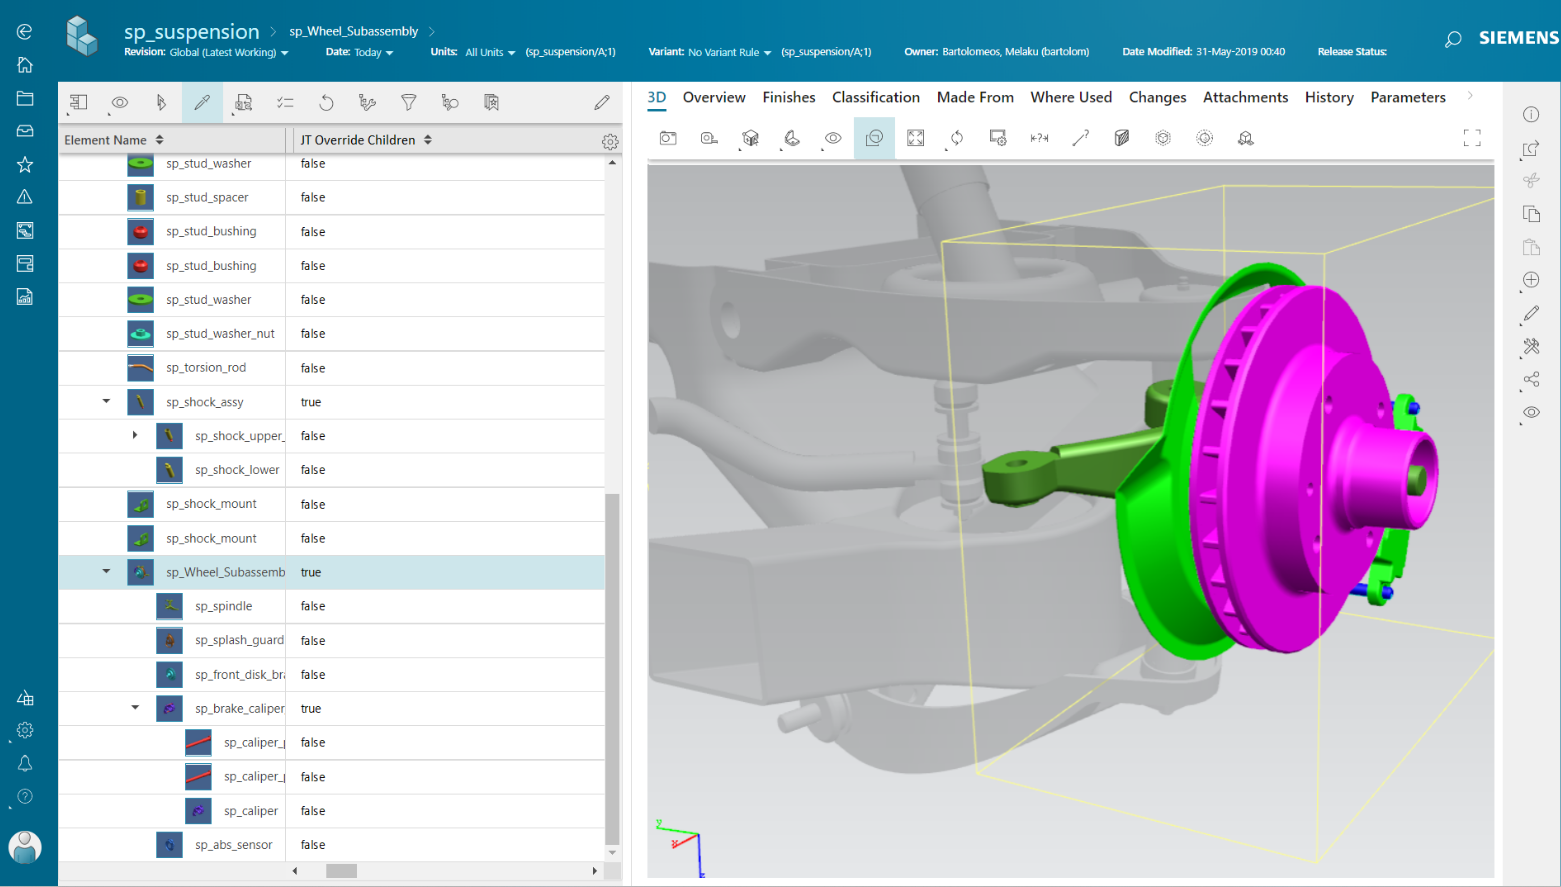 sp_suspension > sp_Wheel_Subassembly >
SIEMENS
Revision: Global (Latest Working) Date: Today Units: All Units (sp_suspension/A;1) Variant: No Variant Rule (sp_suspension/A;1) Owner: Bartolomeos, Melaku (bartolom) Date Modified: 31-May-2019 00:40 Release Status:
3D Overview Finishes Classification Made From Where Used Changes Attachments History Parameters
Element Name JT Override Children
sp_stud_washer false
sp_stud_spacer false
sp_stud_bushing false
sp_stud_bushing false
sp_stud_washer false
sp_stud_washer_nut false
sp_torsion_rod false
sp_shock_assy true
sp_shock_upper_ false
sp_shock_lower false
sp_shock_mount false
sp_shock_mount false
sp_Wheel_Subassemb true
sp_spindle false
sp_splash_guard false
sp_front_disk_bra false
sp_brake_caliper true
sp_caliper_p false
sp_caliper_p false
sp_caliper false
sp_abs_sensor false
y
x
z